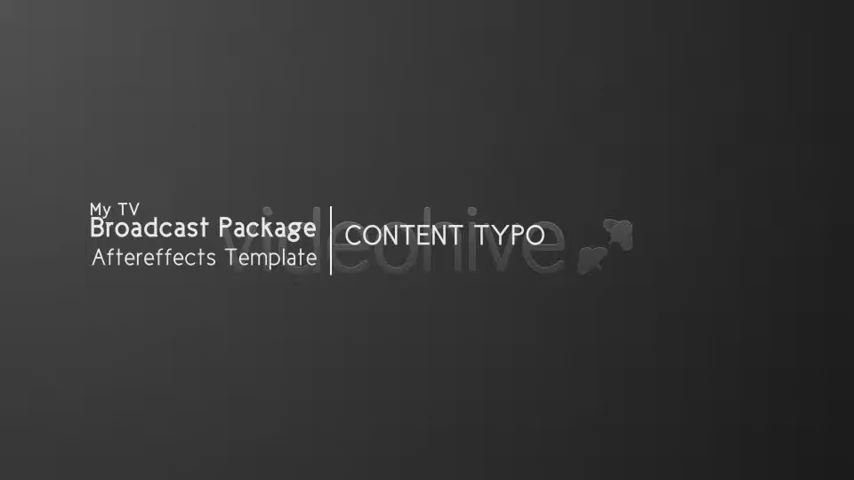 My TV
Broadcast Package
Aftereffects Template
CONTENT TYPO
videohive